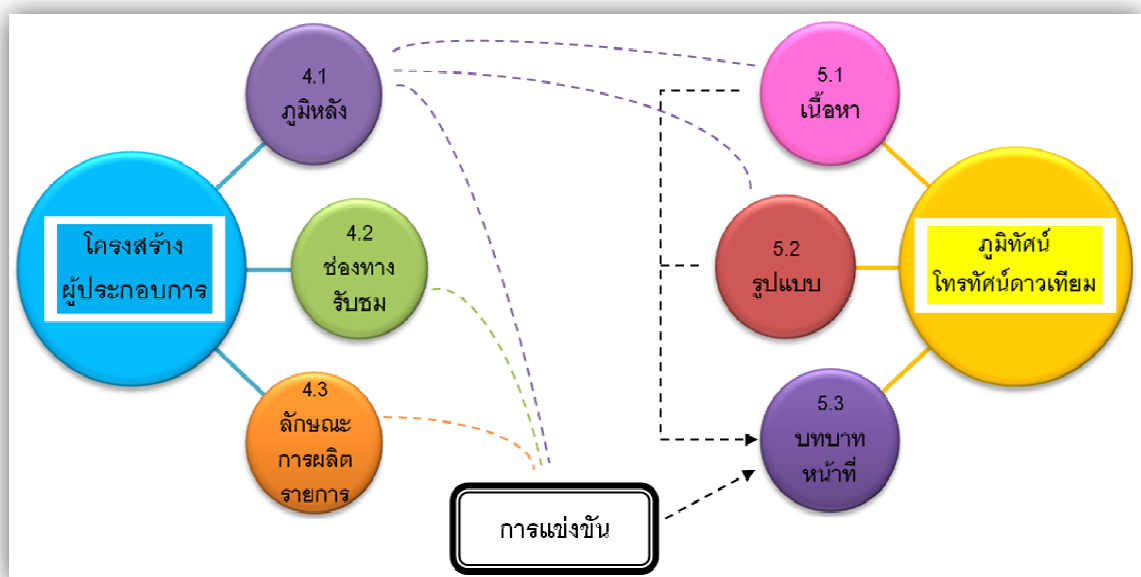 4.1
ภูมิหลัง
โครงสร้าง
ผู้ประกอบการ
4.2
ช่องทาง
รับชม
4.3
ลักษณะ
การผลิต
รายการ
การแข่งขัน
5.1
เนื้อหา
5.2
รูปแบบ
5.3
บทบาท
หน้าที่
ภูมิทัศน์
โทรทัศน์ดาวเทียม